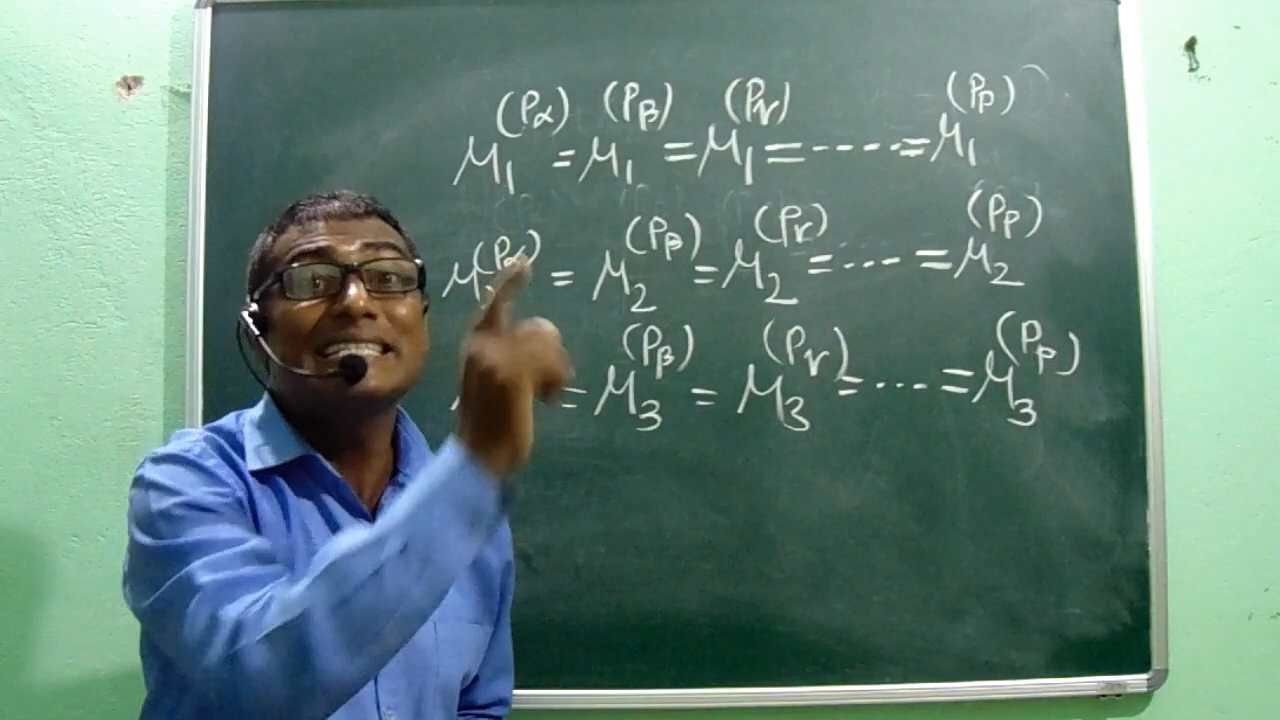 μ₁^(Pα) = μ₁^(Pβ) = μ₁^(Pγ) = ----- = μ₁^(Pp)
μ^(Pα) = μ₂^(Pβ) = μ₂^(Pγ) = ---- = μ₂^(Pp)
= μ₃^(Pβ) = μ₃^(Pγ) = ---- = μ₃^(Pp)